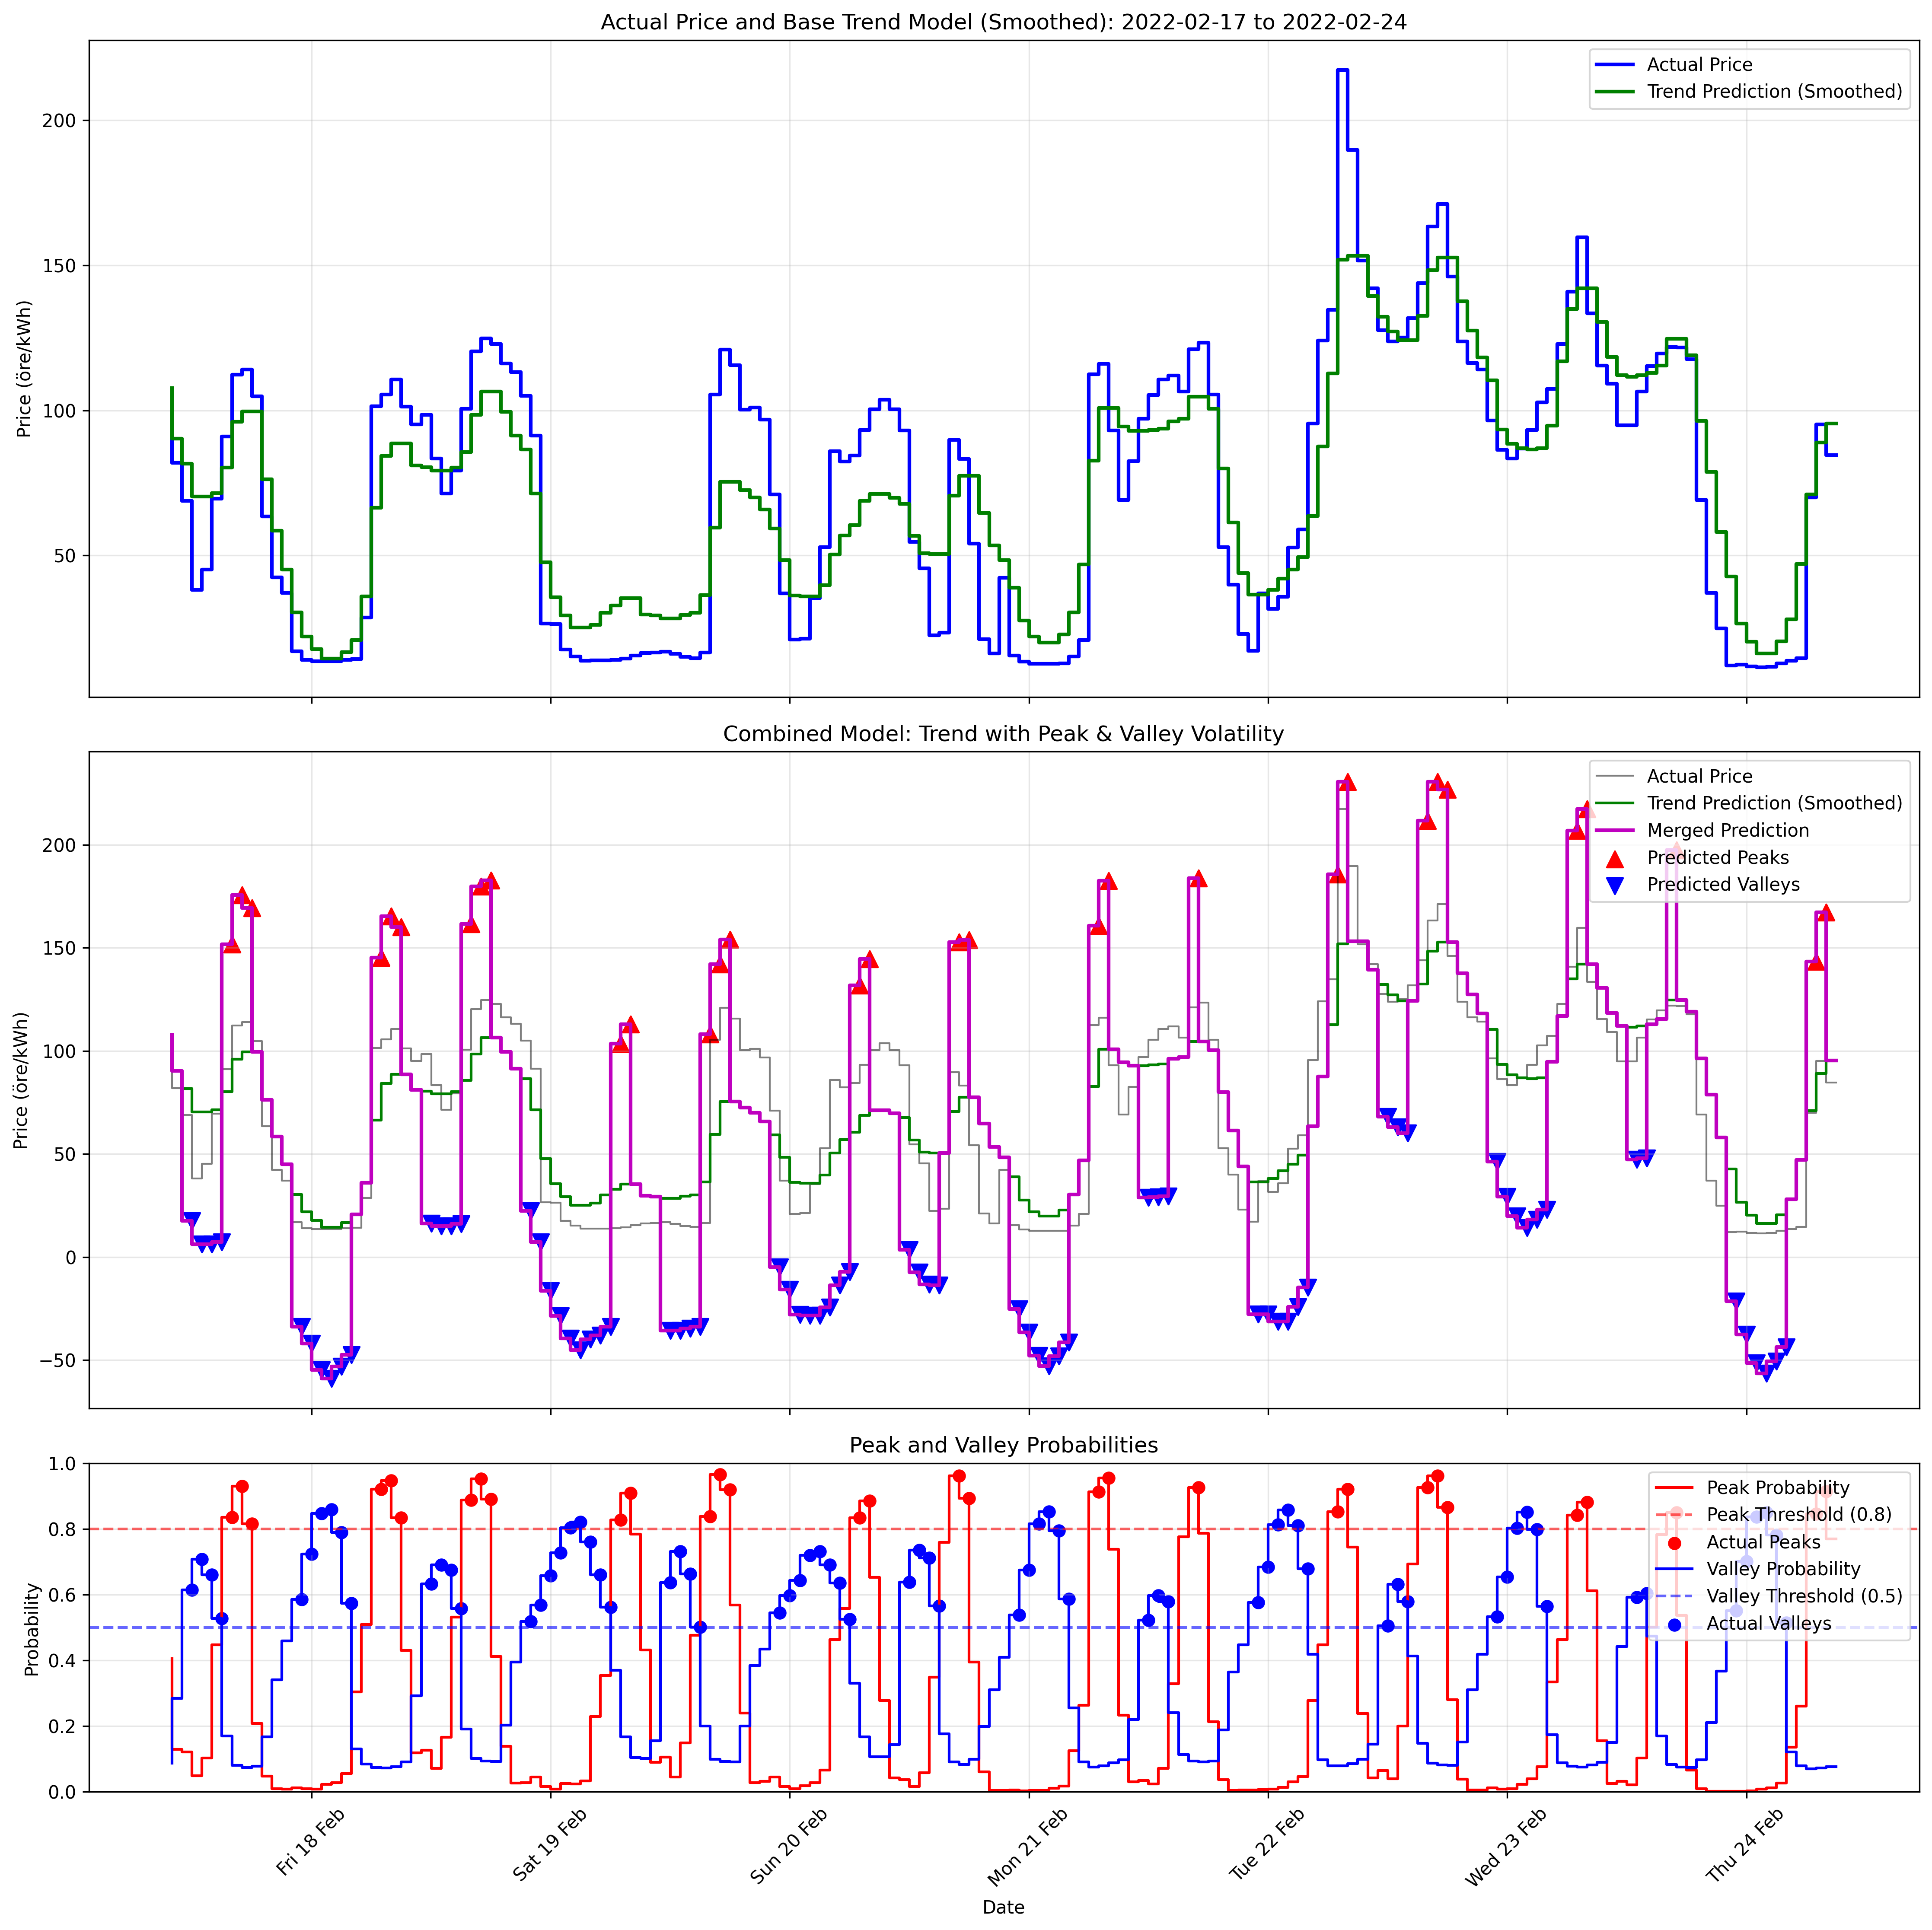 Actual Price and Base Trend Model (Smoothed): 2022-02-17 to 2022-02-24
Actual Price
Trend Prediction (Smoothed)
Price (öre/kWh)
200
150
100
50
Combined Model: Trend with Peak & Valley Volatility
Actual Price
Trend Prediction (Smoothed)
Merged Prediction
Predicted Peaks
Predicted Valleys
Price (öre/kWh)
200
150
100
50
0
−50
Peak and Valley Probabilities
Peak Probability
Peak Threshold (0.8)
Actual Peaks
Valley Probability
Valley Threshold (0.5)
Actual Valleys
Probability
1.0
0.8
0.6
0.4
0.2
0.0
Fri 18 Feb
Sat 19 Feb
Sun 20 Feb
Mon 21 Feb
Tue 22 Feb
Wed 23 Feb
Thu 24 Feb
Date